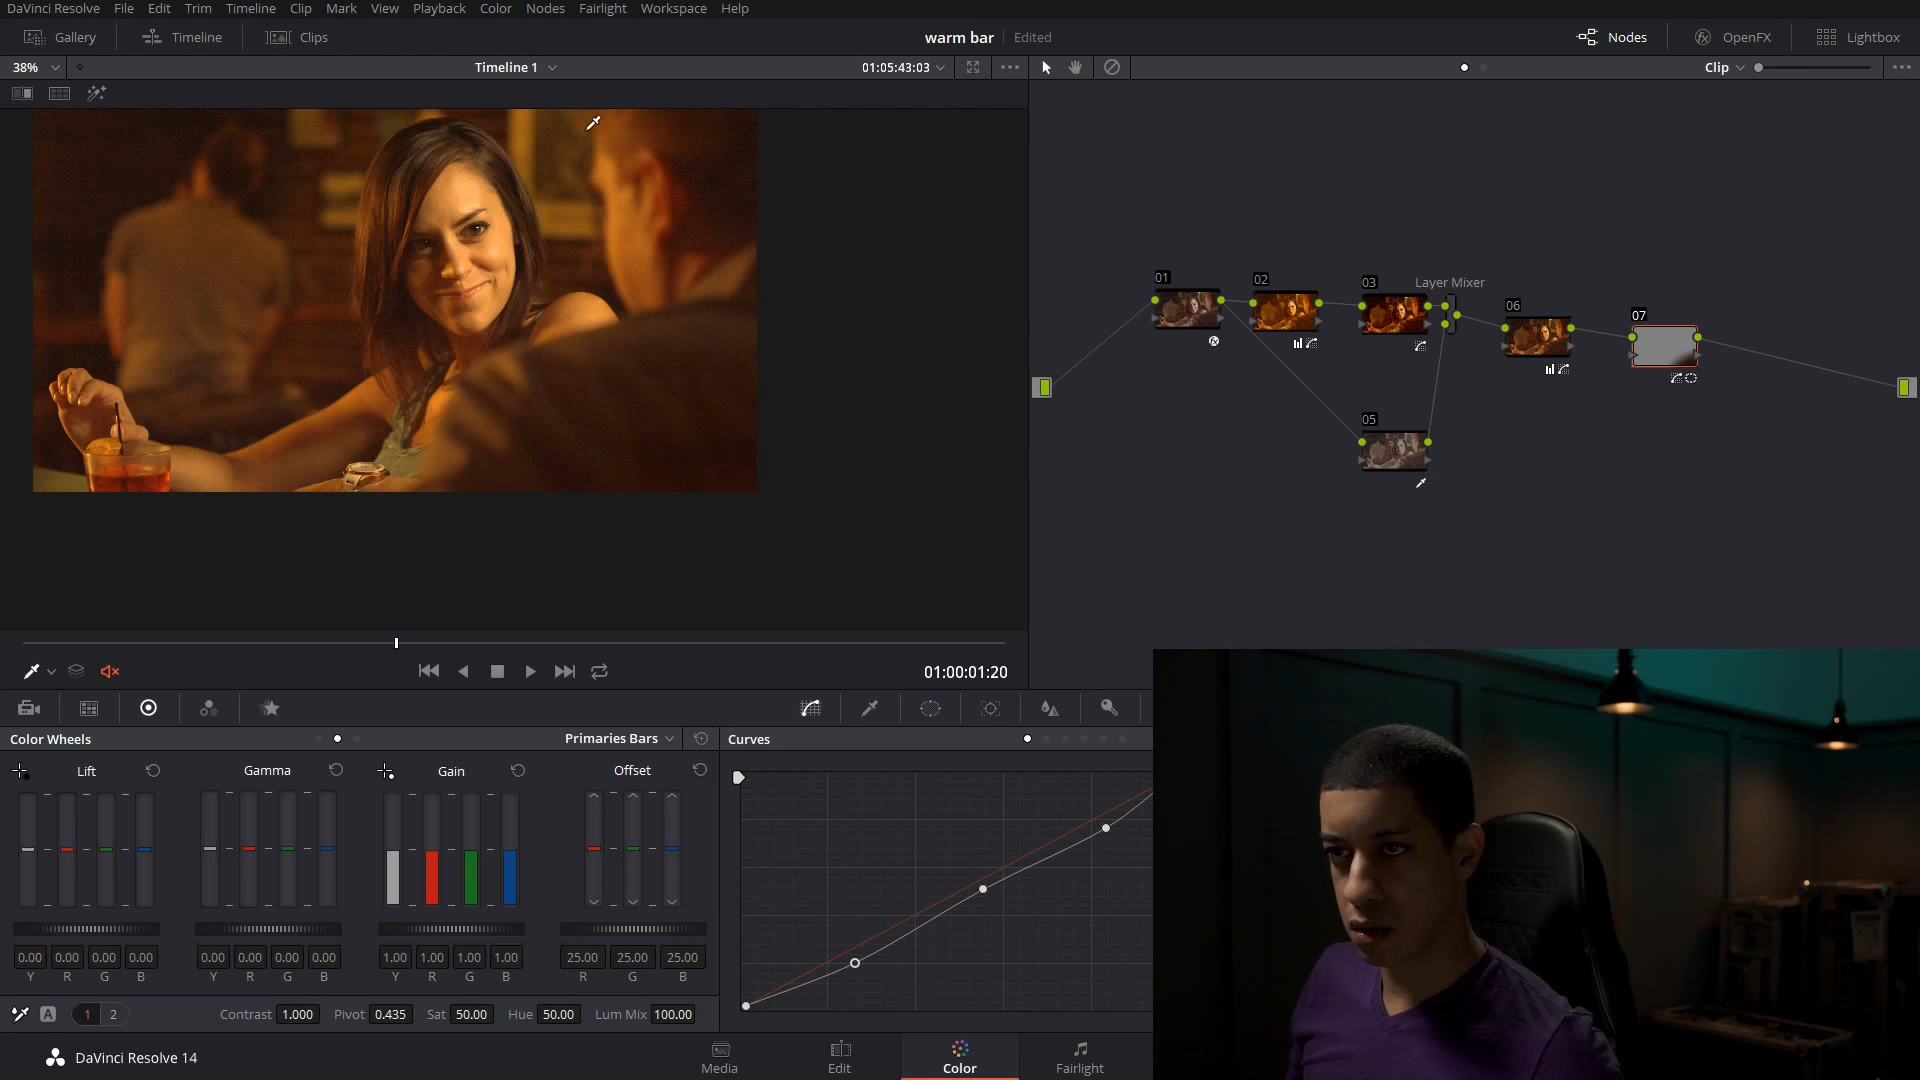 DaVinci Resolve File Edit Trim Timeline Clip Mark View Playback Color Nodes Fairlight Workspace Help
Gallery Timeline Clips warm bar Edited Nodes OpenFX Lightbox
38% Timeline 1 01:05:43:03 Clip
01 02 03 Layer Mixer
06 07
05
01:00:01:20
Color Wheels Primaries Bars Curves
Lift Gamma Gain Offset
0.00 0.00 0.00 0.00 0.00 0.00 0.00 0.00 1.00 1.00 1.00 1.00 25.00 25.00 25.00
Y R G B Y R G B Y R G B R G B
A 1 2 Contrast 1.000 Pivot 0.435 Sat 50.00 Hue 50.00 Lum Mix 100.00
DaVinci Resolve 14 Media Edit Color Fairlight